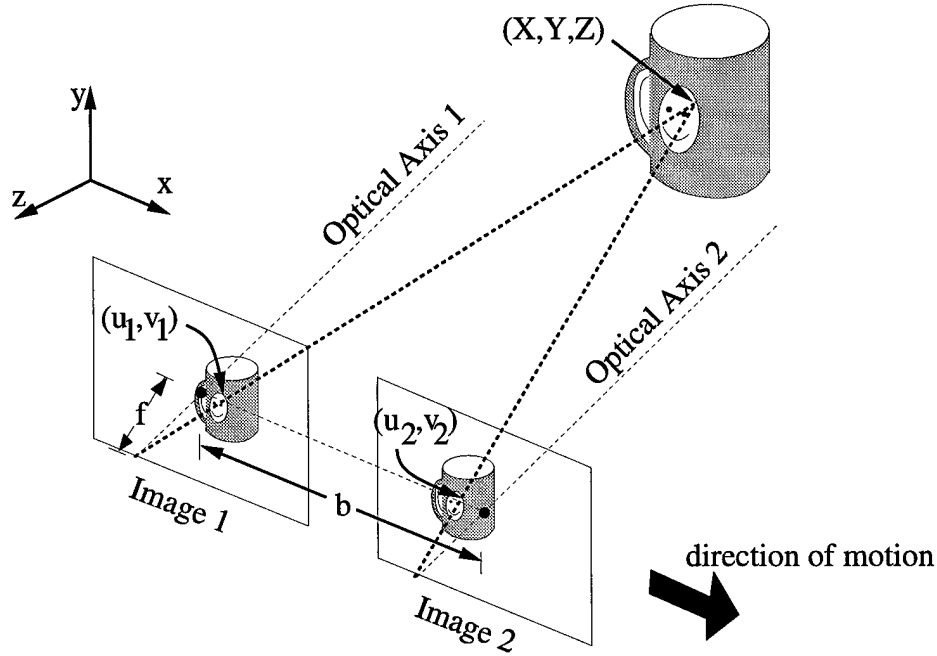 (X,Y,Z)
y
z
x
Optical Axis 1
Optical Axis 2
(u1,v1)
f
(u2,v2)
b
Image 1
Image 2
direction of motion